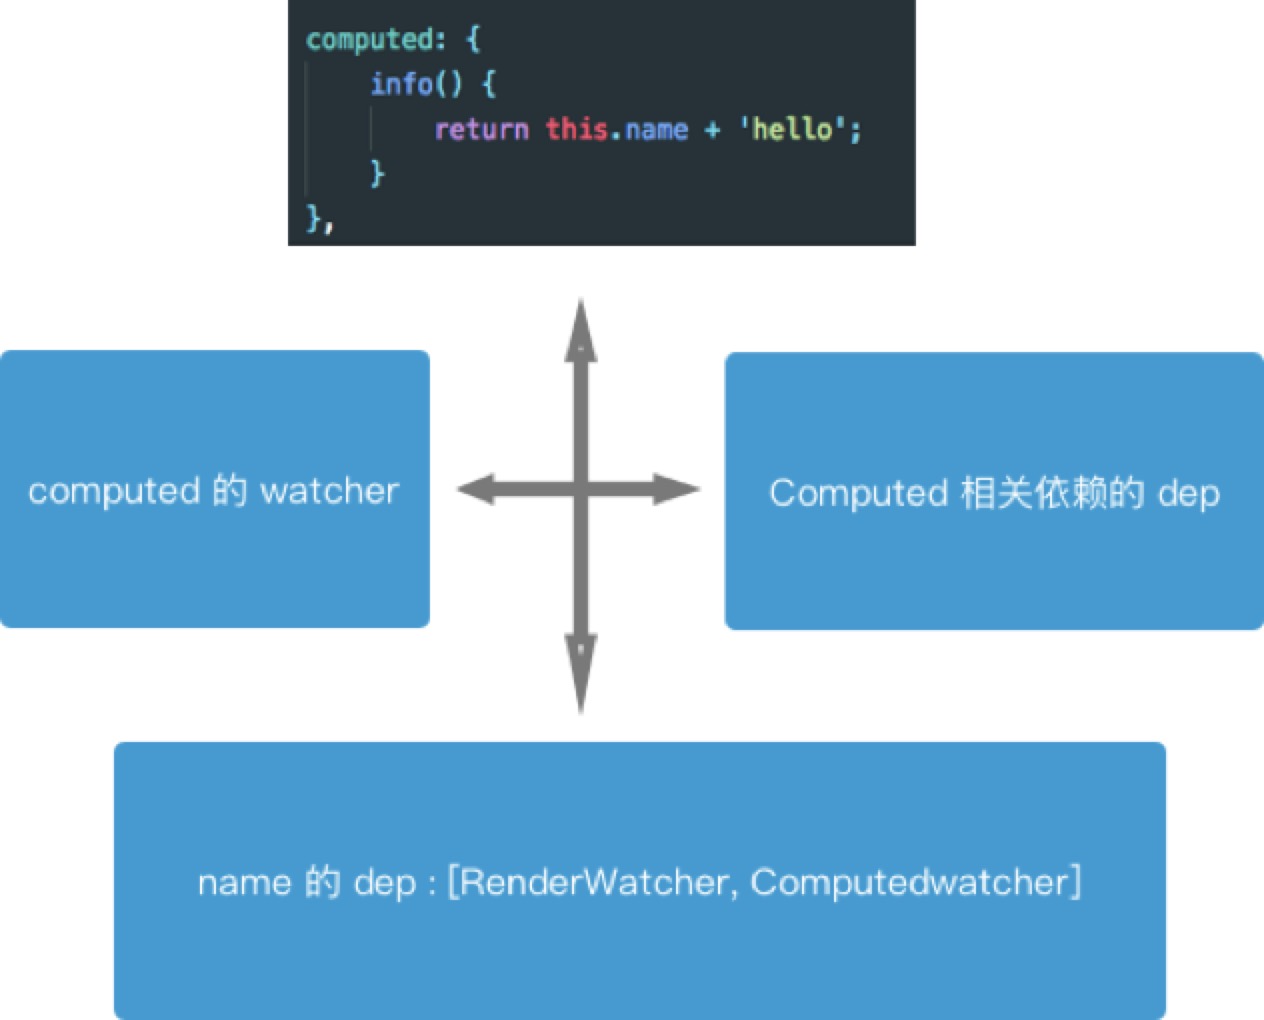 computed: {
info() {
return this.name + 'hello';
}
},
computed 的 watcher
Computed 相关依赖的 dep
name 的 dep : [RenderWatcher, Computedwatcher]